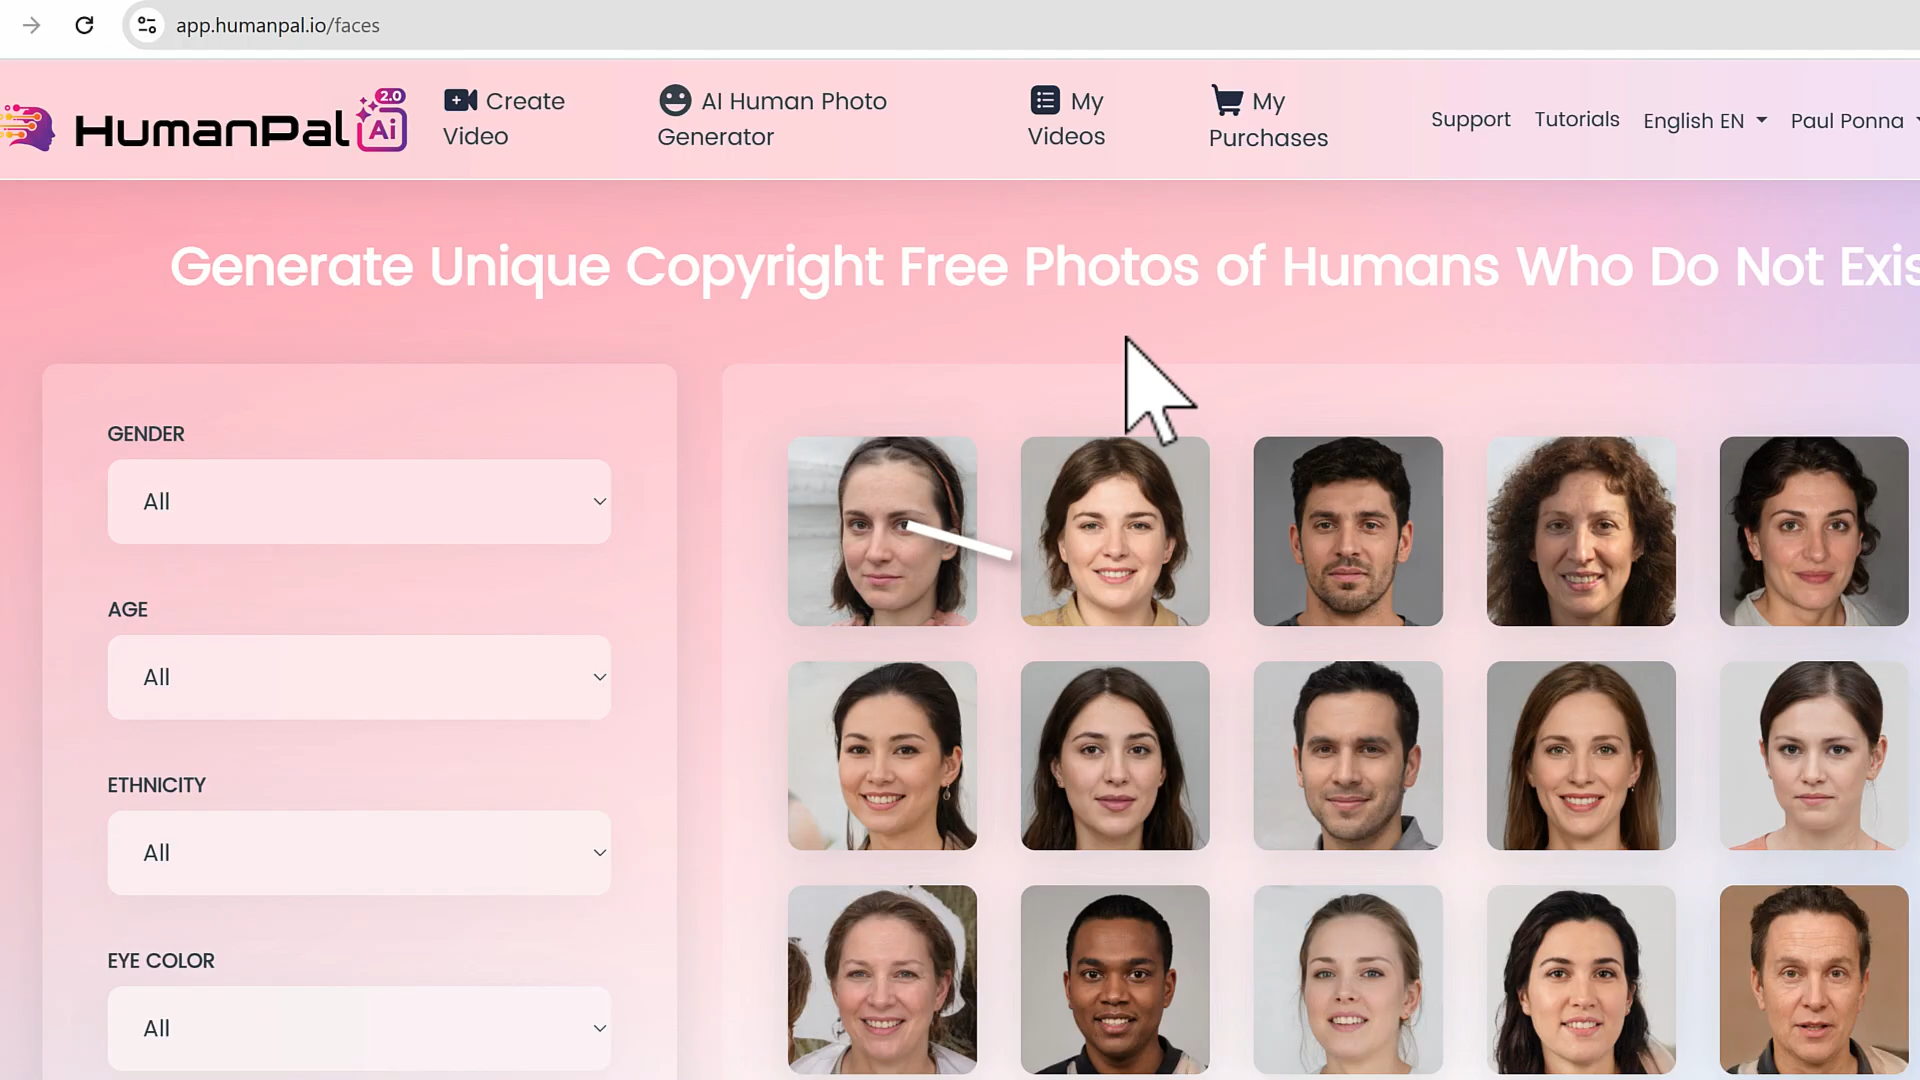 app.humanpal.io/faces
HumanPal Ai 2.0
Create Video
AI Human Photo Generator
My Videos
My Purchases
Support
Tutorials
English EN
Paul Ponna
Generate Unique Copyright Free Photos of Humans Who Do Not Exis
GENDER
All
AGE
All
ETHNICITY
All
EYE COLOR
All